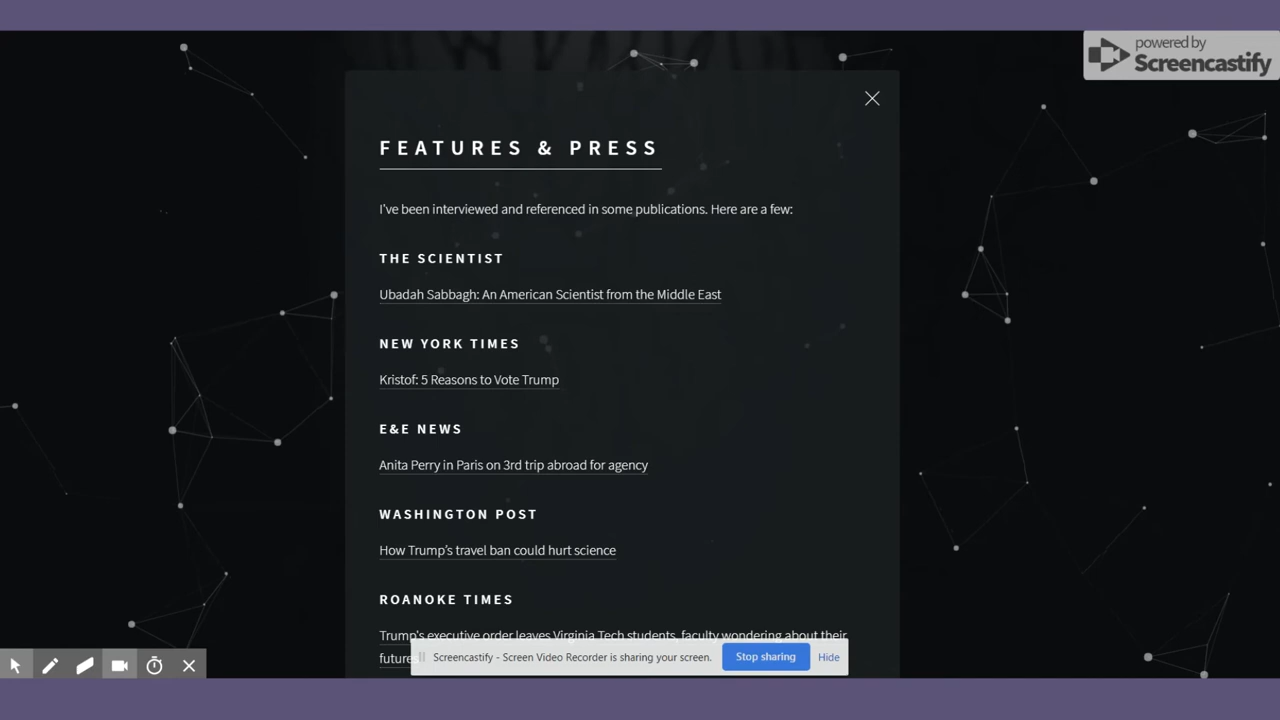 powered by
Screencastify
FEATURES & PRESS
I've been interviewed and referenced in some publications. Here are a few:
THE SCIENTIST
Ubadah Sabbagh: An American Scientist from the Middle East
NEW YORK TIMES
Kristof: 5 Reasons to Vote Trump
E&E NEWS
Anita Perry in Paris on 3rd trip abroad for agency
WASHINGTON POST
How Trump’s travel ban could hurt science
ROANOKE TIMES
Trump's executive order leaves Virginia Tech students, faculty wondering about their
future
Screencastify - Screen Video Recorder is sharing your screen. Stop sharing Hide